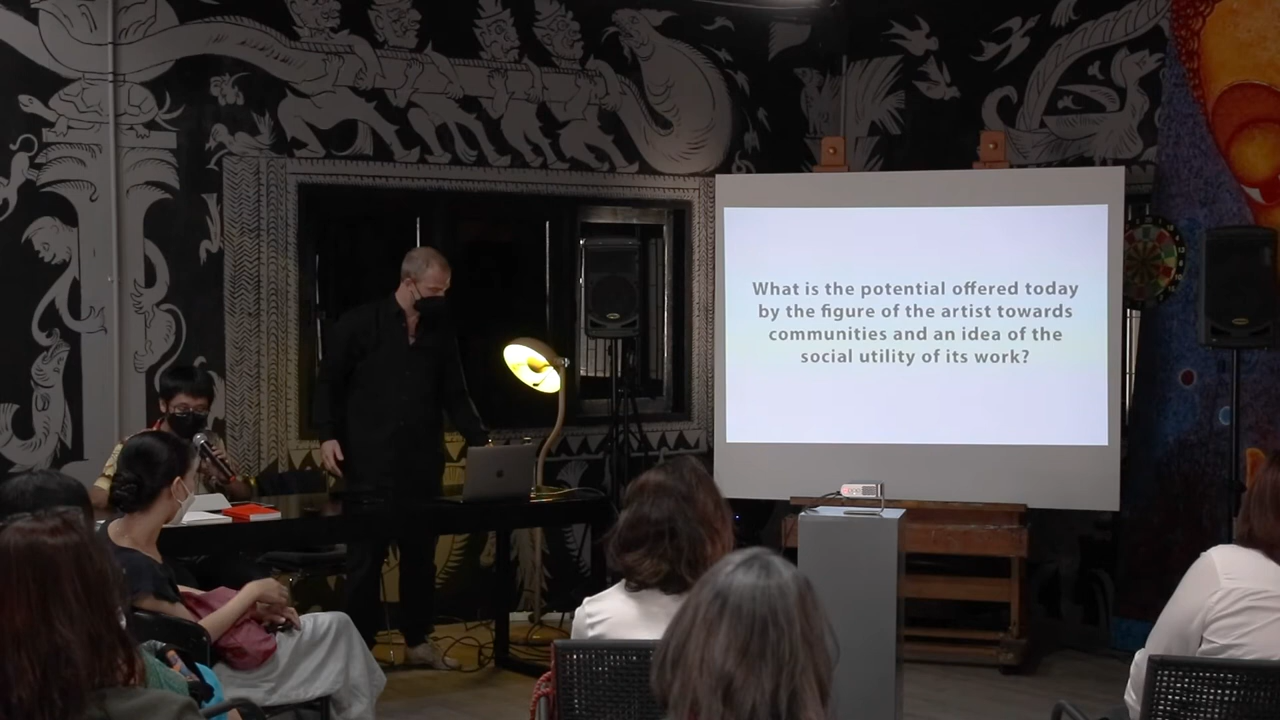 What is the potential offered today
by the figure of the artist towards
communities and an idea of the
social utility of its work?